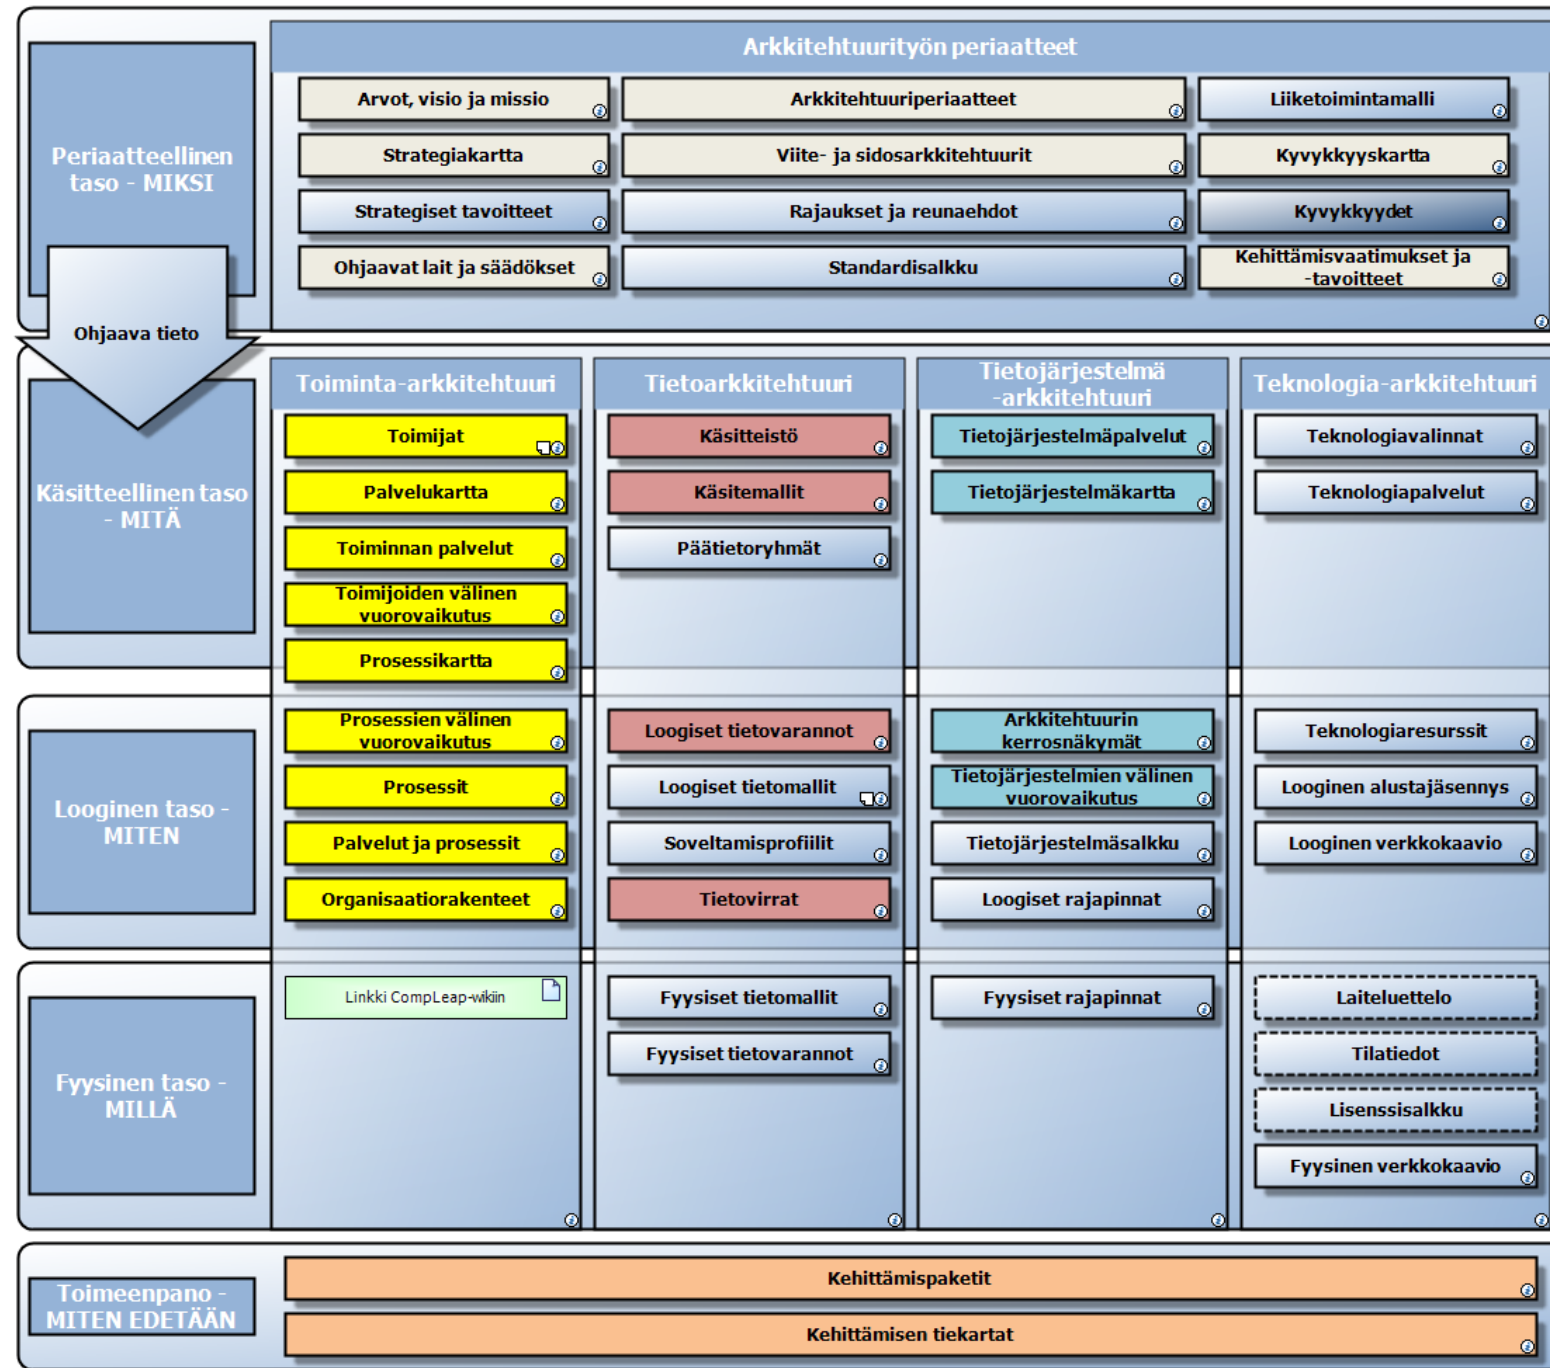 Arkkitehtuurityön periaatteet
Periaatteellinen
taso - MIKSI
Arvot, visio ja missio
Arkkitehtuuriperiaatteet
Liiketoimintamalli
Strategiakartta
Viite- ja sidosarkkitehtuurit
Kyvykkyyskartta
Strategiset tavoitteet
Rajaukset ja reunaehdot
Kyvykkyydet
Ohjaavat lait ja säädökset
Standardisalkku
Kehittämisvaatimukset ja
-tavoitteet
Ohjaava tieto
Käsitteellinen taso
- MITÄ
Toiminta-arkkitehtuuri
Toimijat
Palvelukartta
Toiminnan palvelut
Toimijoiden välinen
vuorovaikutus
Prosessikartta
Tietoarkkitehtuuri
Käsitteistö
Käsitemallit
Päätietoryhmät
Tietojärjestelmä
-arkkitehtuuri
Tietojärjestelmäpalvelut
Tietojärjestelmäkartta
Teknologia-arkkitehtuuri
Teknologiavalinnat
Teknologiapalvelut
Looginen taso -
MITEN
Prosessien välinen
vuorovaikutus
Prosessit
Palvelut ja prosessit
Organisaatiorakenteet
Loogiset tietovarannot
Loogiset tietomallit
Soveltamisprofiilit
Tietovirrat
Arkkitehtuurin
kerrosnäkymät
Tietojärjestelmien välinen
vuorovaikutus
Tietojärjestelmäsalkku
Loogiset rajapinnat
Teknologiaresurssit
Looginen alustajäsennys
Looginen verkkokaavio
Fyysinen taso -
MILLÄ
Linkki CompLeap-wikiin
Fyysiset tietomallit
Fyysiset tietovarannot
Fyysiset rajapinnat
Laiteluettelo
Tilatiedot
Lisenssisalkku
Fyysinen verkkokaavio
Toimeenpano -
MITEN EDETÄÄN
Kehittämispaketit
Kehittämisen tiekartat